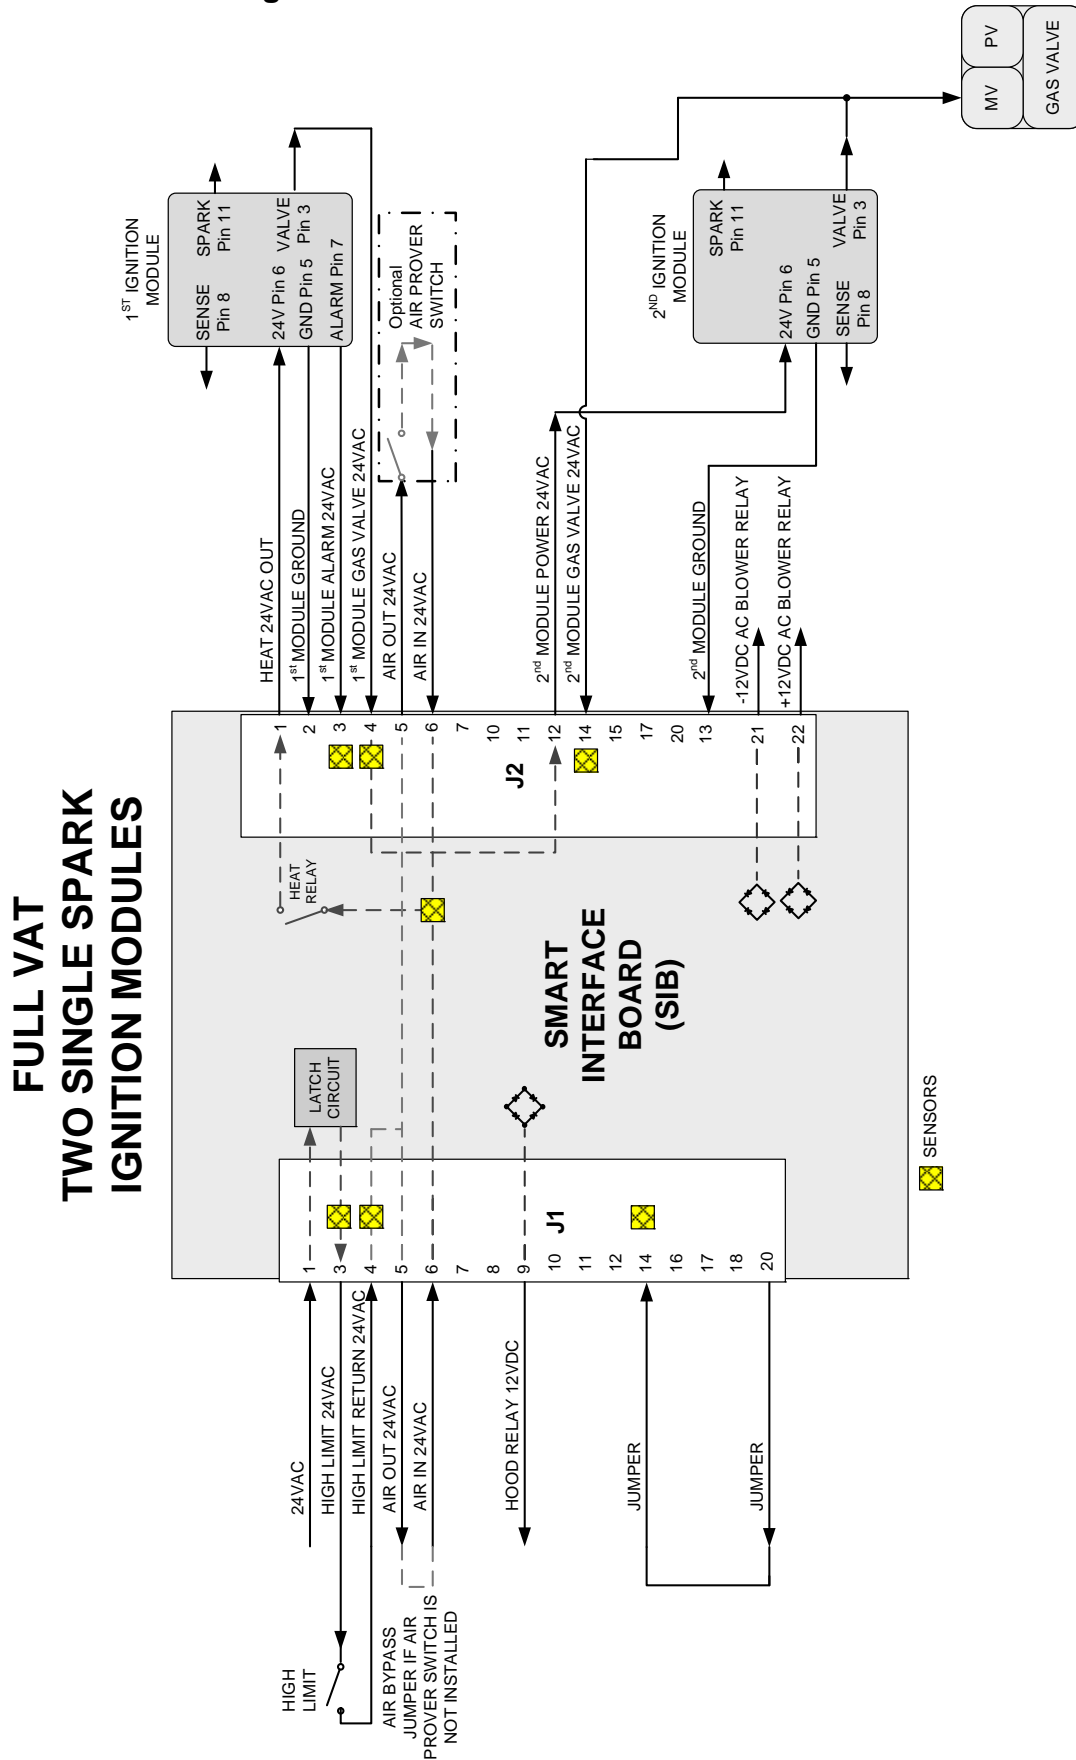 FULL VAT
TWO SINGLE SPARK
IGNITION MODULES
HIGH
LIMIT
24VAC
HIGH LIMIT 24VAC
HIGH LIMIT RETURN 24VAC
AIR OUT 24VAC
AIR IN 24VAC
AIR BYPASS
JUMPER IF AIR
PROVER SWITCH IS
NOT INSTALLED
HOOD RELAY 12VDC
JUMPER
JUMPER
1
3
4
5
6
7
8
9
10
11
12
14
16
17
18
20
J1
LATCH
CIRCUIT
HEAT
RELAY
SMART
INTERFACE
BOARD
(SIB)
SENSORS
J2
1
2
3
4
5
6
7
10
11
12
14
15
17
20
13
21
22
HEAT 24VAC OUT
1st MODULE GROUND
1st MODULE ALARM 24VAC
1st MODULE GAS VALVE 24VAC
AIR OUT 24VAC
AIR IN 24VAC
2nd MODULE POWER 24VAC
2nd MODULE GAS VALVE 24VAC
2nd MODULE GROUND
-12VDC AC BLOWER RELAY
+12VDC AC BLOWER RELAY
1ST IGNITION
MODULE
SENSE
Pin 8
SPARK
Pin 11
24V Pin 6
VALVE
Pin 3
GND Pin 5
ALARM Pin 7
Optional
AIR PROVER
SWITCH
2ND IGNITION
MODULE
SPARK
Pin 11
24V Pin 6
GND Pin 5
VALVE
Pin 3
SENSE
Pin 8
MV
PV
GAS VALVE